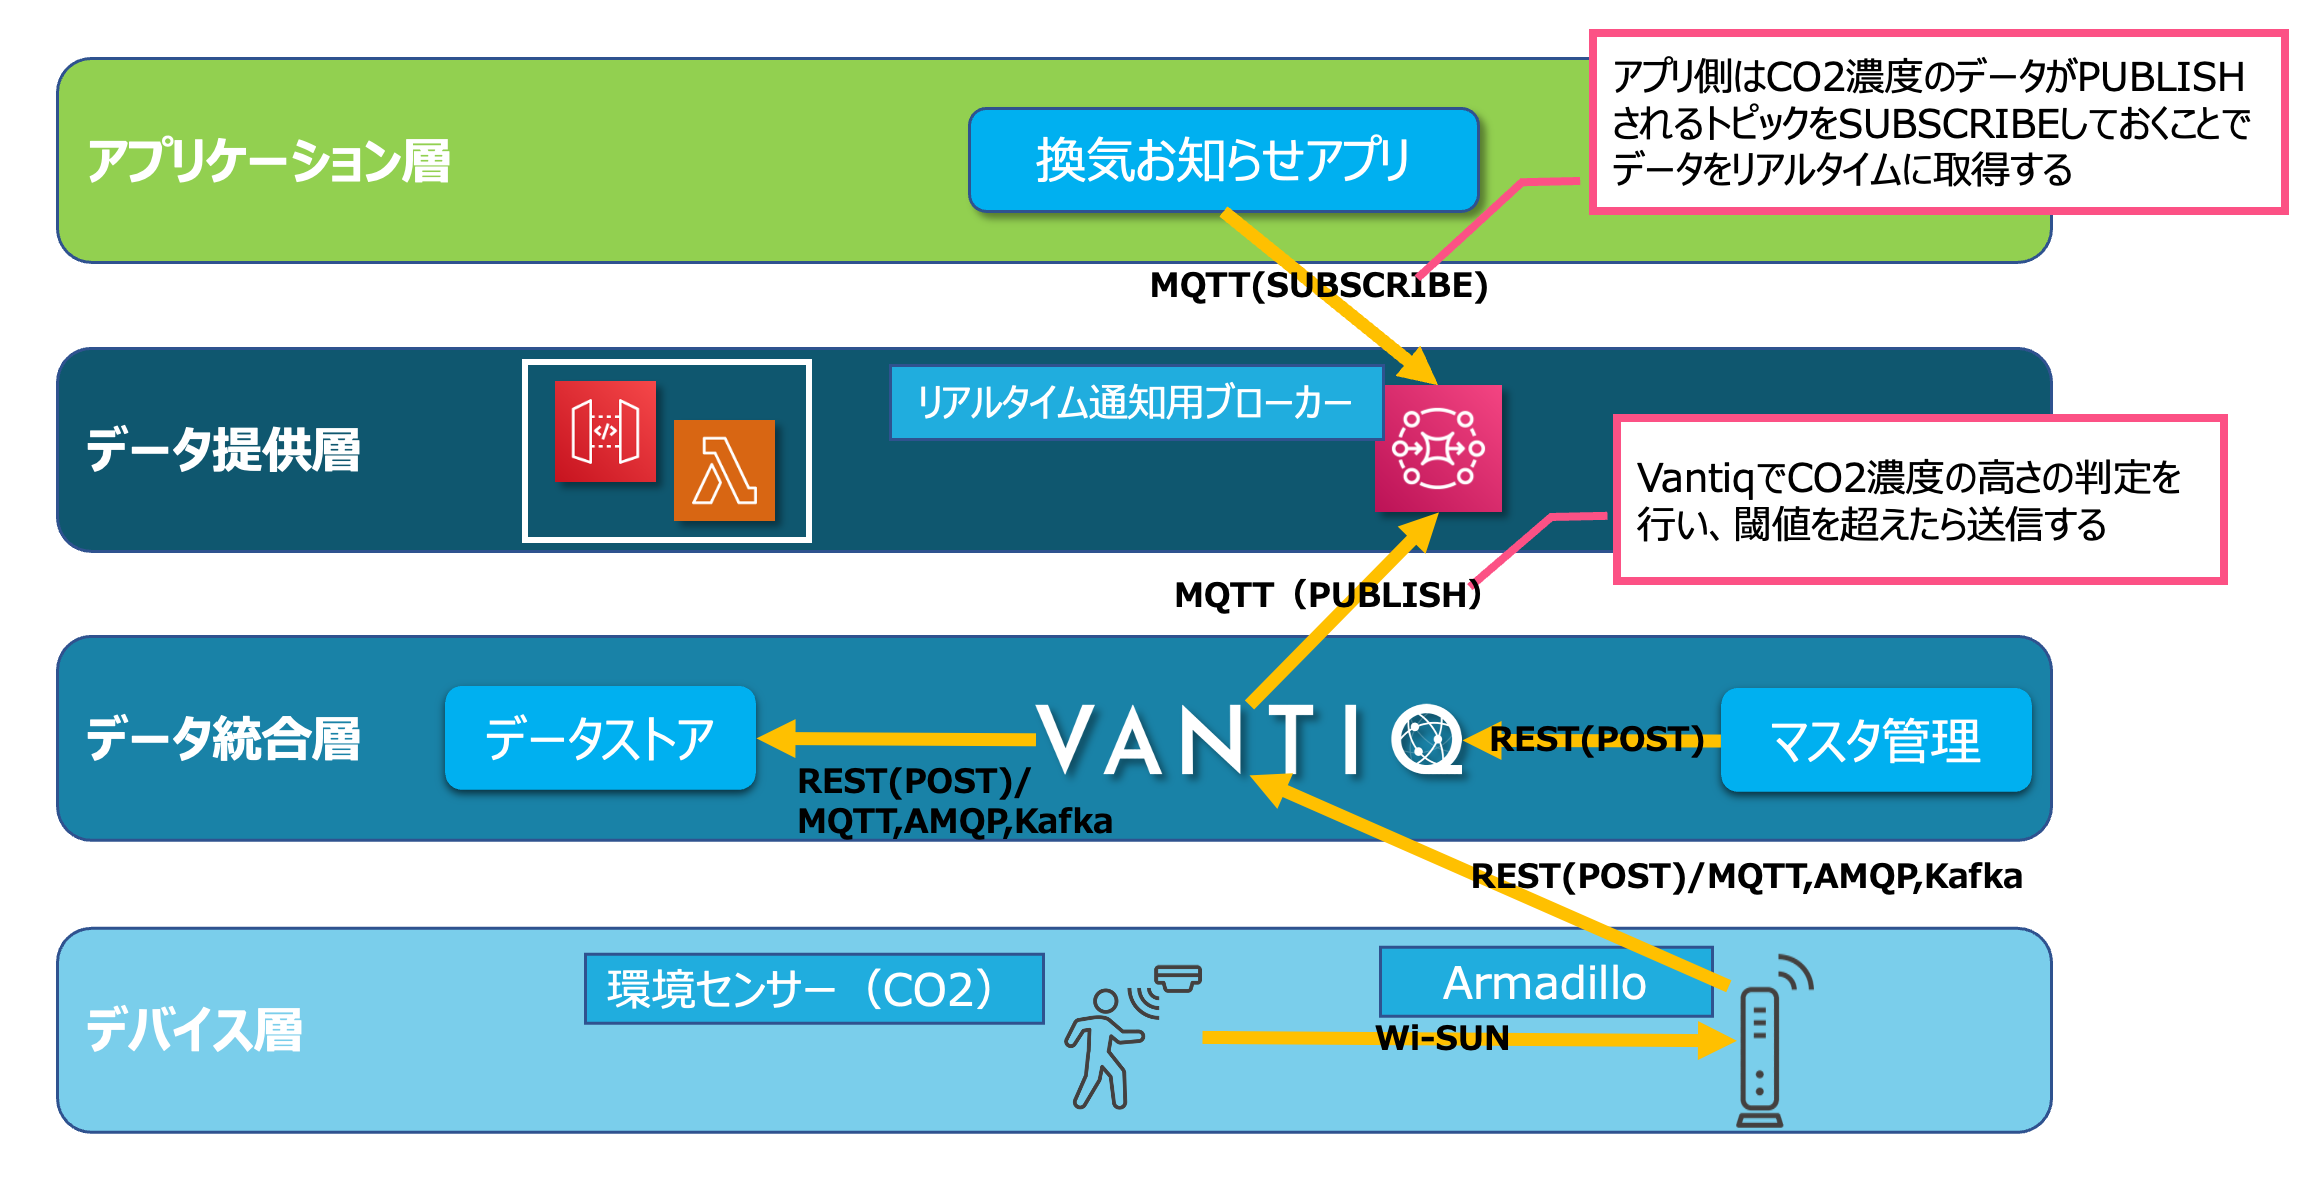 アプリ側はCO2濃度のデータがPUBLISH
されるトピックをSUBSCRIBEしておくことで
データをリアルタイムに取得する
アプリケーション層
換気お知らせアプリ
MQTT(SUBSCRIBE)
データ提供層
</>
リアルタイム通知用ブローカー
VantiqでCO2濃度の高さの判定を
行い、閾値を超えたら送信する
MQTT（PUBLISH）
データ統合層
データストア
VANTIQ
REST(POST)
マスタ管理
REST(POST)/
MQTT,AMQP,Kafka
REST(POST)/MQTT,AMQP,Kafka
デバイス層
環境センサー（CO2）
Armadillo
Wi-SUN